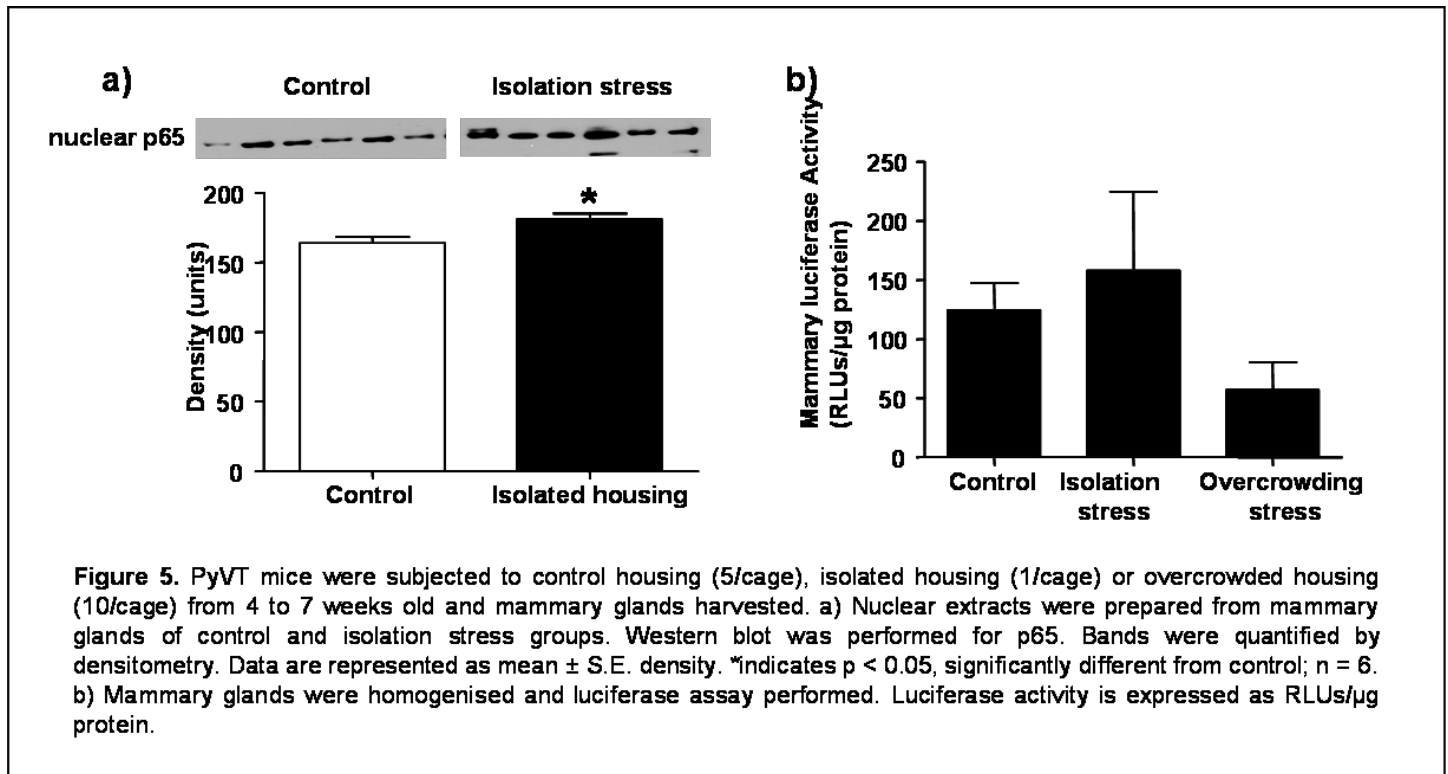 a)
Control Isolation stress
nuclear p65
200
150
100
50
0
Density (units)
*
Control Isolated housing
b)
Mammary luciferase Activity
(RLUs/µg protein)
250
200
150
100
50
0
Control Isolation Overcrowding
stress stress
Figure 5. PyVT mice were subjected to control housing (5/cage), isolated housing (1/cage) or overcrowded housing
(10/cage) from 4 to 7 weeks old and mammary glands harvested. a) Nuclear extracts were prepared from mammary
glands of control and isolation stress groups. Western blot was performed for p65. Bands were quantified by
densitometry. Data are represented as mean ± S.E. density. *indicates p < 0.05, significantly different from control; n = 6.
b) Mammary glands were homogenised and luciferase assay performed. Luciferase activity is expressed as RLUs/µg
protein.